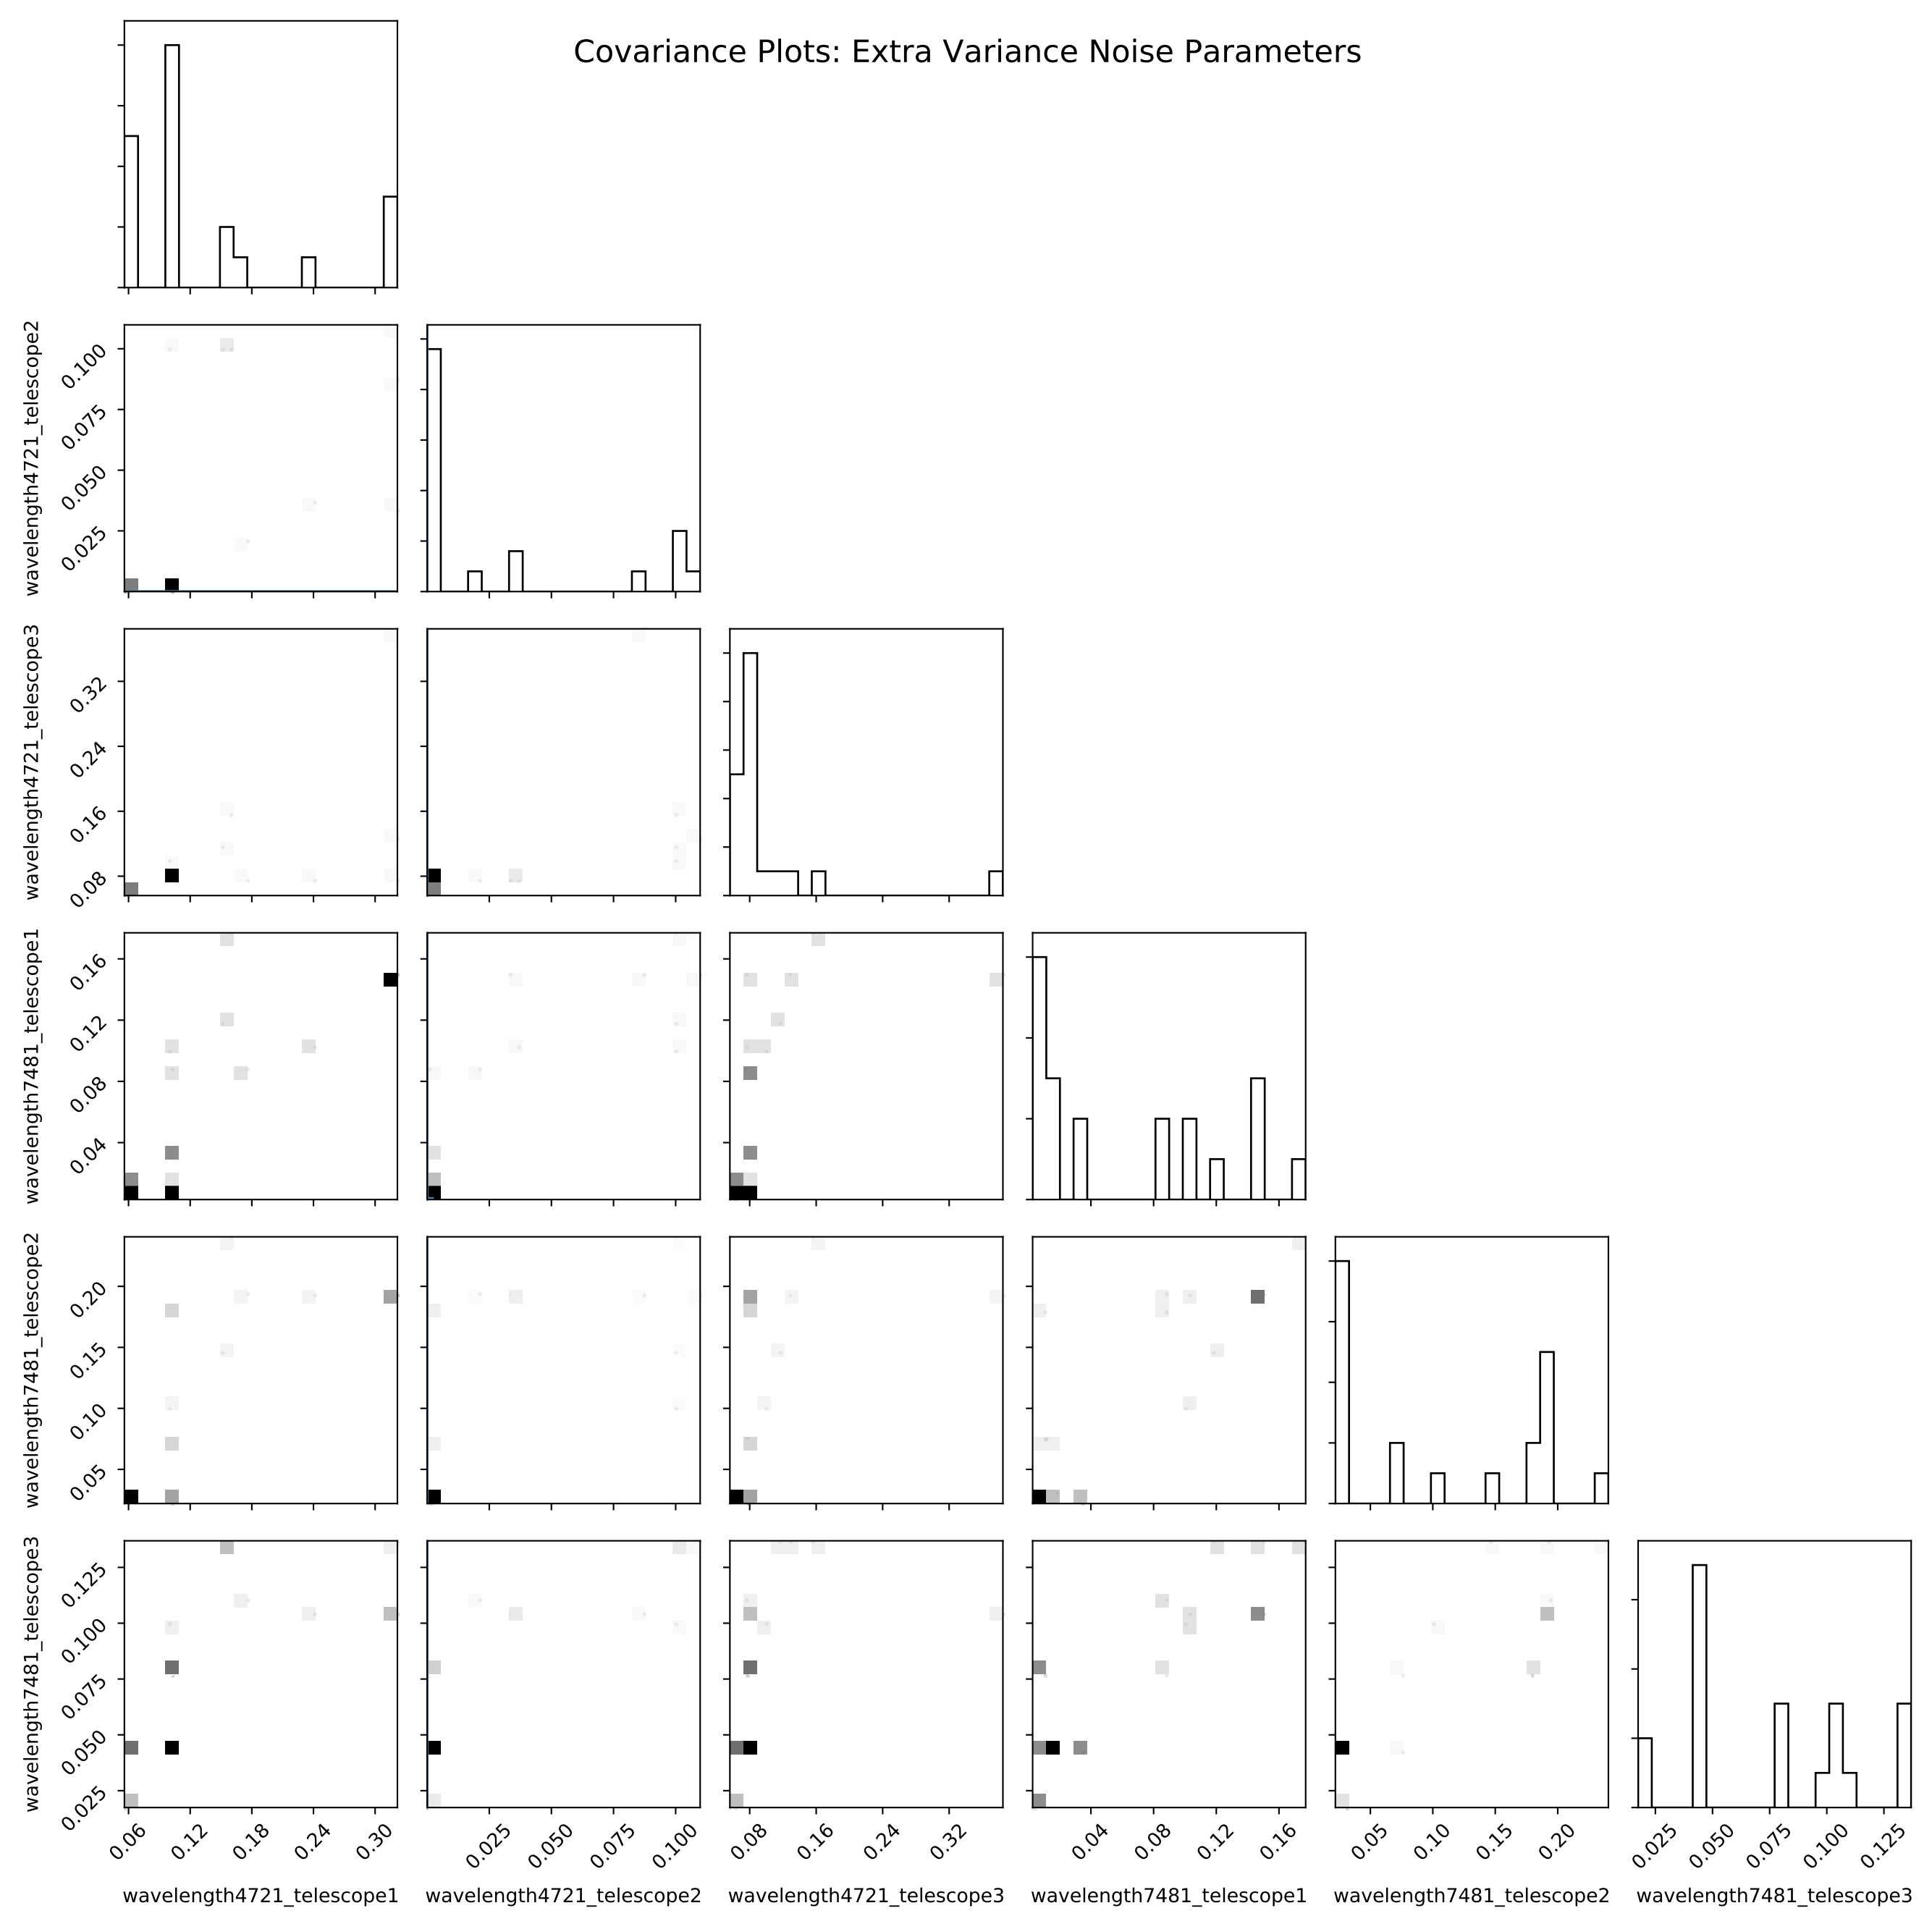 Covariance Plots: Extra Variance Noise Parameters
wavelength4721_telescope2
0.100
0.075
0.050
0.025
wavelength4721_telescope3
0.32
0.24
0.16
0.08
wavelength7481_telescope1
0.16
0.12
0.08
0.04
wavelength7481_telescope2
0.20
0.15
0.10
0.05
wavelength7481_telescope3
0.125
0.100
0.075
0.050
0.025
0.06 0.12 0.18 0.24 0.30 0.025 0.050 0.075 0.100 0.08 0.16 0.24 0.32 0.04 0.08 0.12 0.16 0.05 0.10 0.15 0.20 0.025 0.050 0.075 0.100 0.125
wavelength4721_telescope1 wavelength4721_telescope2 wavelength4721_telescope3 wavelength7481_telescope1 wavelength7481_telescope2 wavelength7481_telescope3